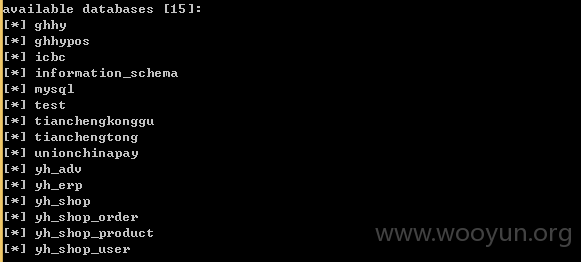 available databases [15]:
[*] ghhy
[*] ghhypos
[*] icbc
[*] information_schema
[*] mysql
[*] test
[*] tianchengkonggu
[*] tianchengtong
[*] unionchinapay
[*] yh_adv
[*] yh_erp
[*] yh_shop
[*] yh_shop_order
[*] yh_shop_product
[*] yh_shop_user
www.wooyun.org